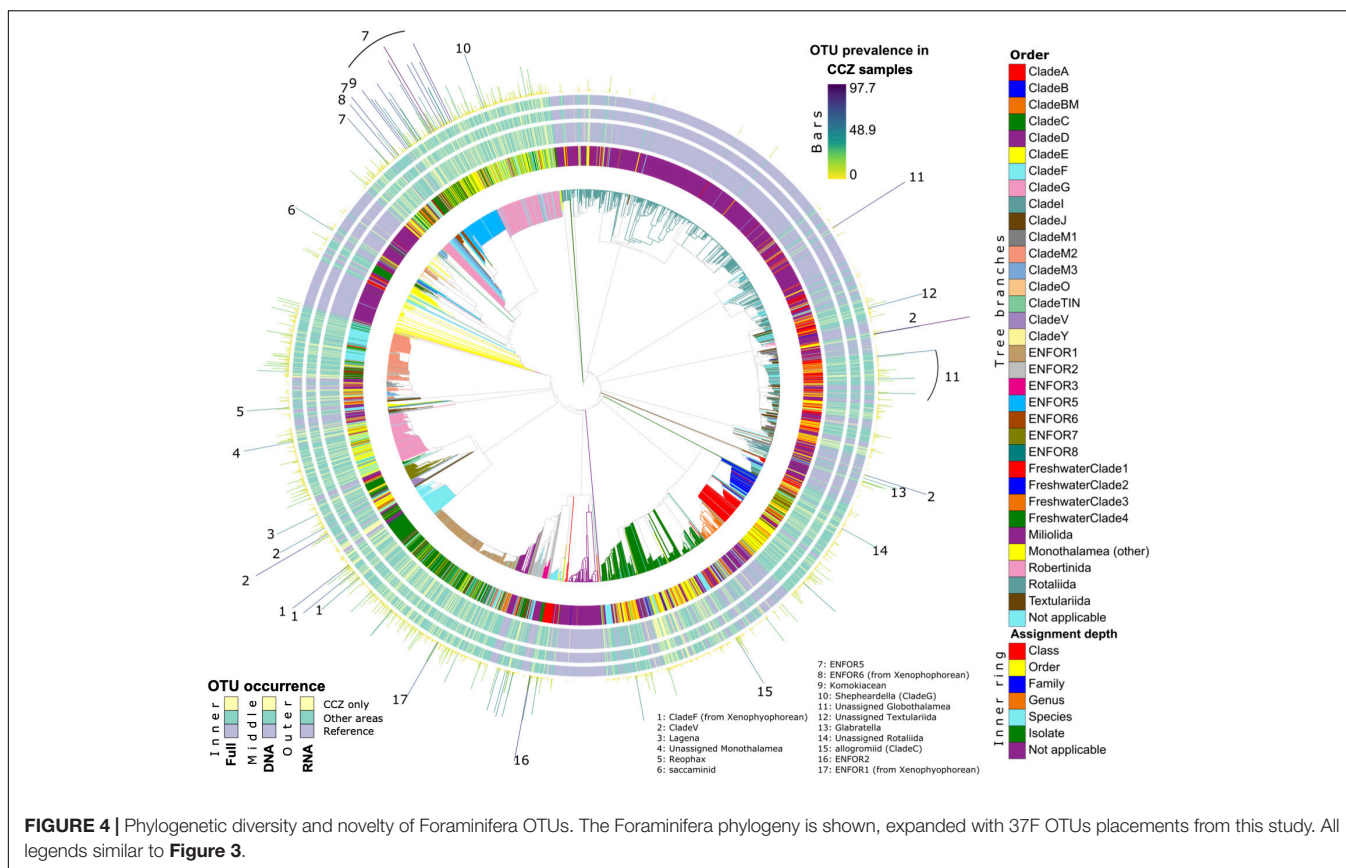 7
10
9
7
8
7
6
5
4
3
2
2
1
1
1
17
16
15
14
13
2
11
2
12
11
OTU prevalence in
CCZ samples
Bars
97.7
48.9
0
Tree branches
Order
CladeA
CladeB
CladeBM
CladeC
CladeD
CladeE
CladeF
CladeG
CladeI
CladeJ
CladeM1
CladeM2
CladeM3
CladeO
CladeTIN
CladeV
CladeY
ENFOR1
ENFOR2
ENFOR3
ENFOR5
ENFOR6
ENFOR7
ENFOR8
FreshwaterClade1
FreshwaterClade2
FreshwaterClade3
FreshwaterClade4
Miliolida
Monothalamea (other)
Robertinida
Rotaliida
Textulariida
Not applicable
Assignment depth
Inner ring
Class
Order
Family
Genus
Species
Isolate
Not applicable
OTU occurrence
Inner
Middle
Outer
CCZ only
Other areas
Reference
Full
DNA
RNA
1: CladeF (from Xenophyophorean)
2: CladeV
3: Lagena
4: Unassigned Monothalamea
5: Reophax
6: saccaminid
7: ENFOR5
8: ENFOR6 (from Xenophophorean)
9: Komokiacean
10: Shepheardella (CladeG)
11: Unassigned Globothalamea
12: Unassigned Textulariida
13: Glabratella
14: Unassigned Rotaliida
15: allogromiid (CladeC)
16: ENFOR2
17: ENFOR1 (from Xenophyophorean)
FIGURE 4 | Phylogenetic diversity and novelty of Foraminifera OTUs. The Foraminifera phylogeny is shown, expanded with 37F OTUs placements from this study. All
legends similar to Figure 3.